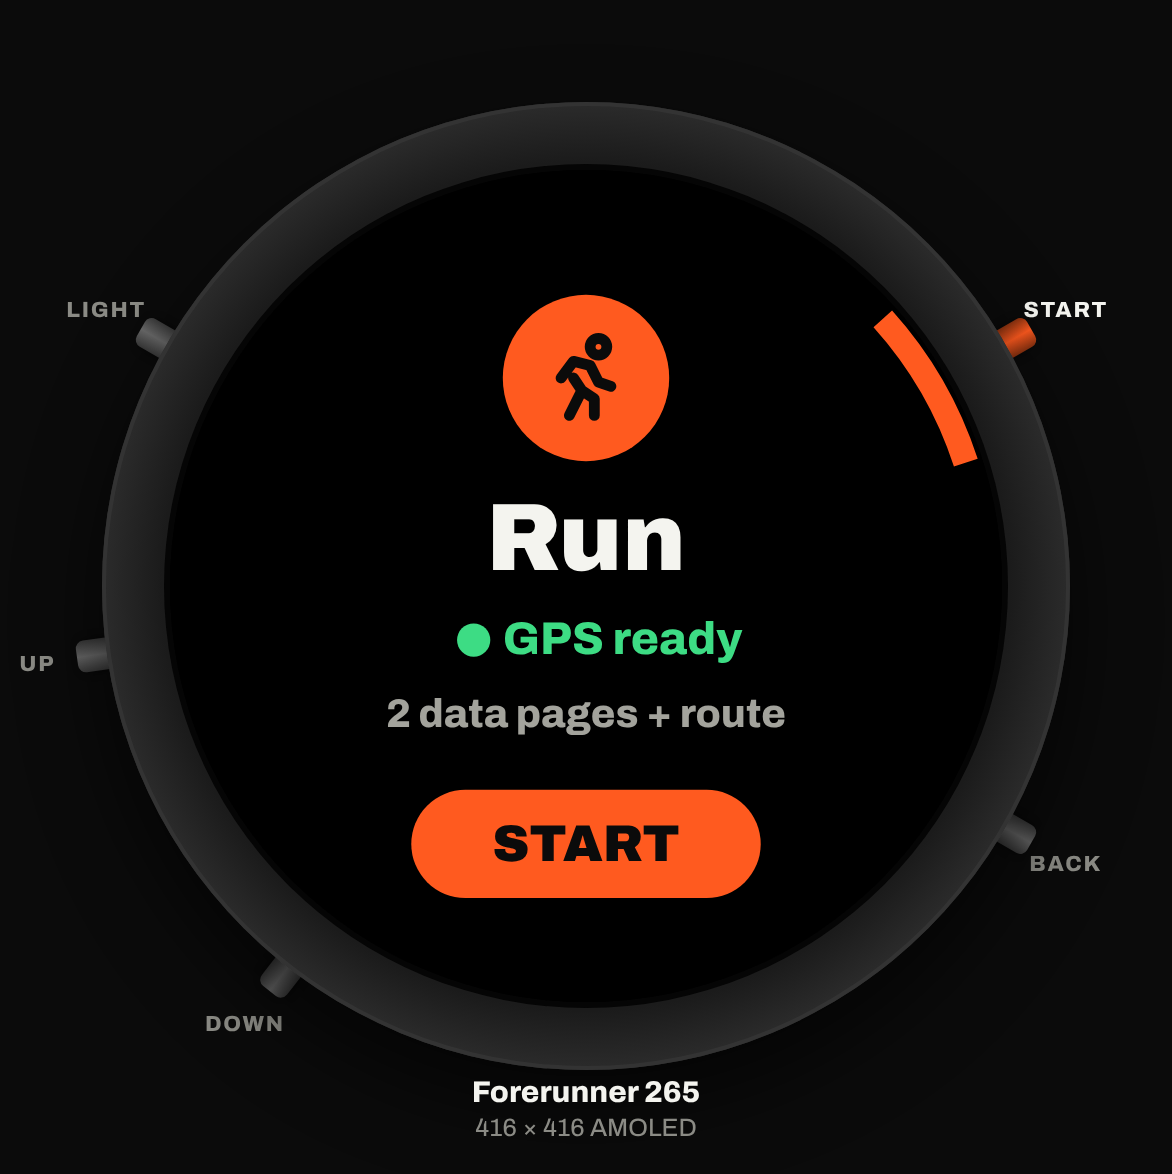 LIGHT
START
Run
GPS ready
UP
2 data pages + route
START
BACK
DOWN
Forerunner 265
416 × 416 AMOLED